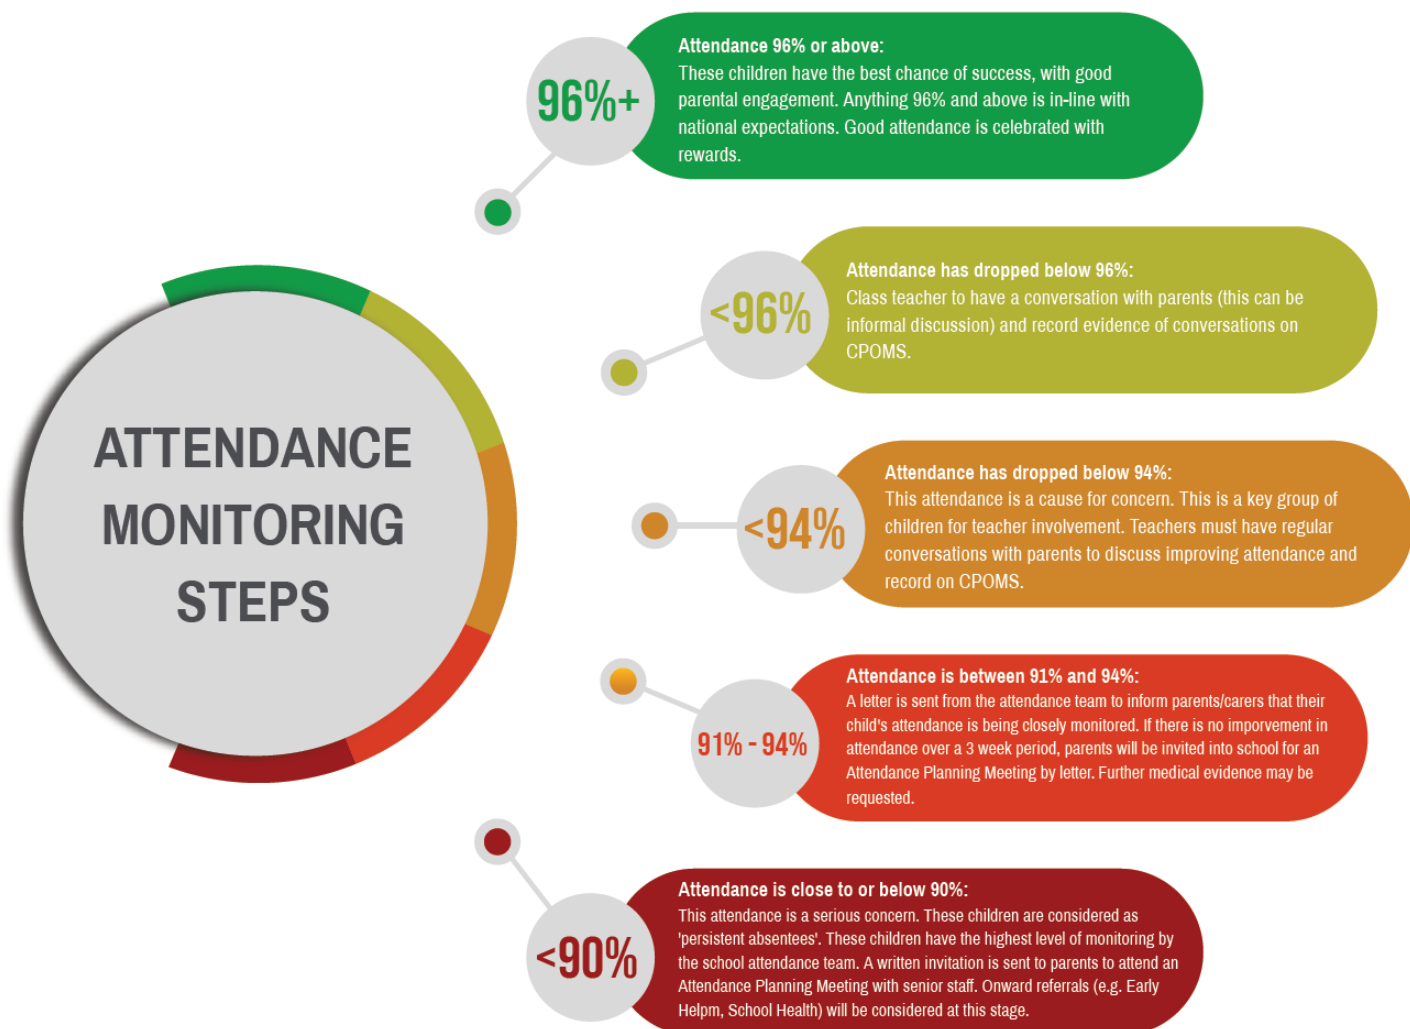 96%+
Attendance 96% or above:
These children have the best chance of success, with good
parental engagement. Anything 96% and above is in-line with
national expectations. Good attendance is celebrated with
rewards.
<96%
Attendance has dropped below 96%:
Class teacher to have a conversation with parents (this can be
informal discussion) and record evidence of conversations on
CPOMS.
ATTENDANCE
MONITORING
STEPS
<94%
Attendance has dropped below 94%:
This attendance is a cause for concern. This is a key group of
children for teacher involvement. Teachers must have regular
conversations with parents to discuss improving attendance and
record on CPOMS.
91% - 94%
Attendance is between 91% and 94%:
A letter is sent from the attendance team to inform parents/carers that their
child's attendance is being closely monitored. If there is no imporvement in
attendance over a 3 week period, parents will be invited into school for an
Attendance Planning Meeting by letter. Further medical evidence may be
requested.
<90%
Attendance is close to or below 90%:
This attendance is a serious concern. These children are considered as
'persistent absentees'. These children have the highest level of monitoring by
the school attendance team. A written invitation is sent to parents to attend an
Attendance Planning Meeting with senior staff. Onward referrals (e.g. Early
Helpm, School Health) will be considered at this stage.